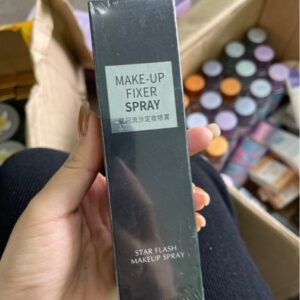 MAKE-UP
FIXER
SPRAY
STAR FLASH
MAKEUP SPRAY